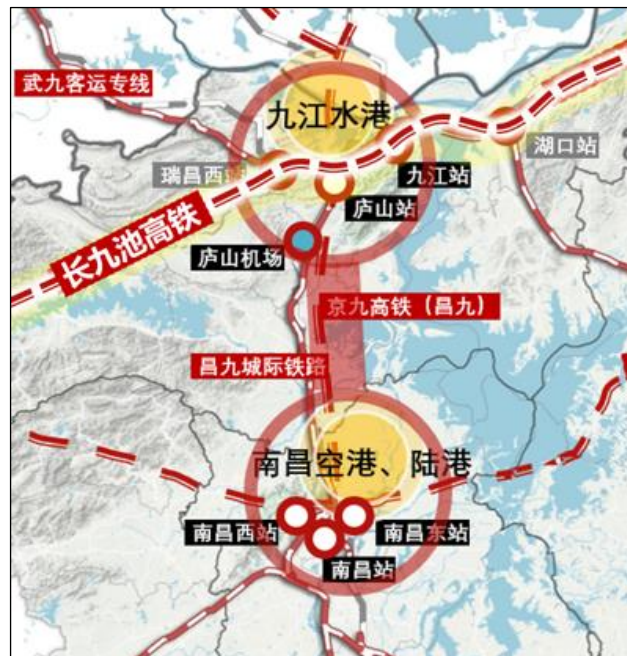 武九客运专线
九江水港
湖口站
瑞昌西站
九江站
庐山站
长九池高铁
庐山机场
京九高铁（昌九）
昌九城际铁路
南昌空港、陆港
南昌西站
南昌东站
南昌站